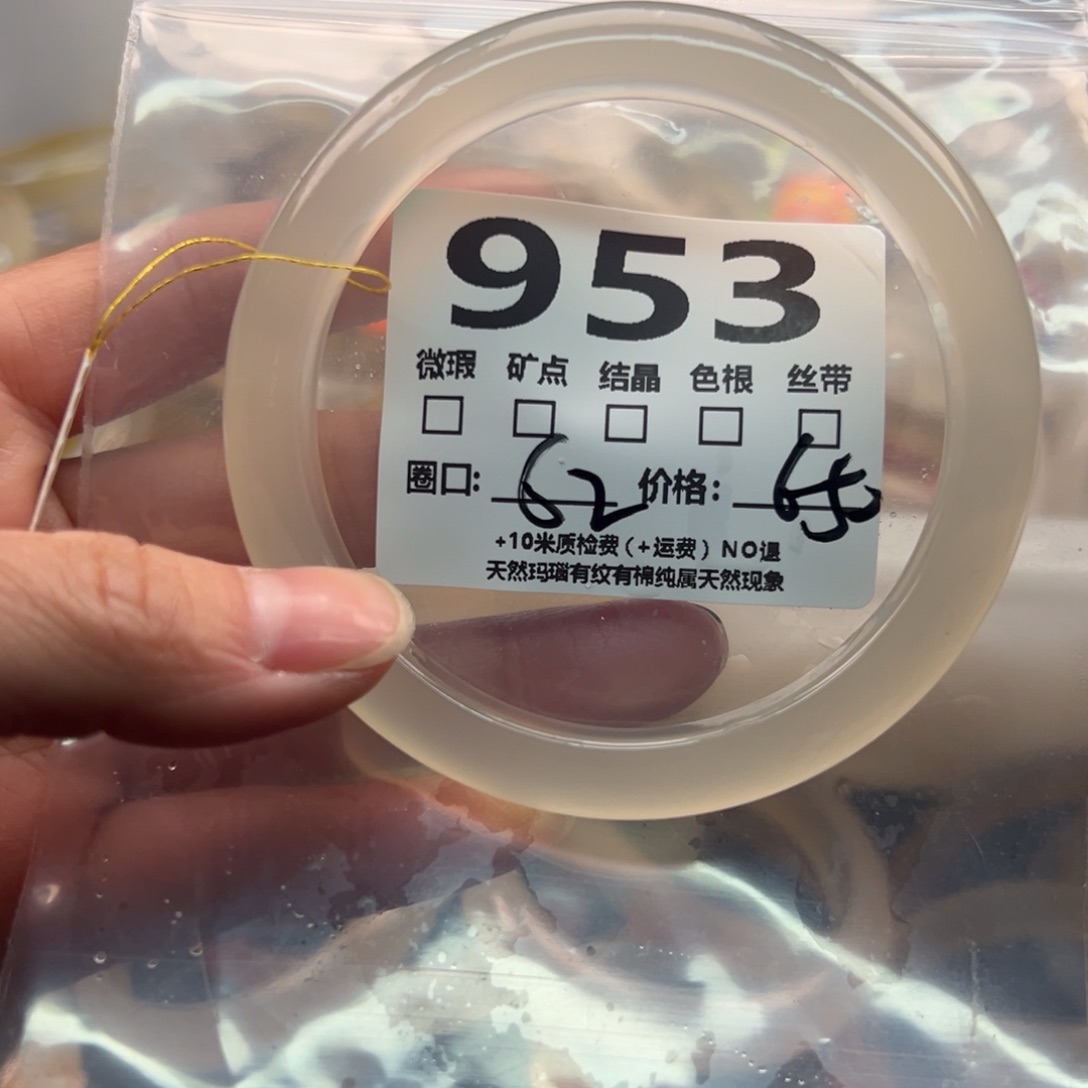 953
微瑕 矿点 结晶 色根 丝带
圈口: 62 价格:
+10米质检费(+运费) NO退
天然玛瑙有纹有棉纯属天然现象